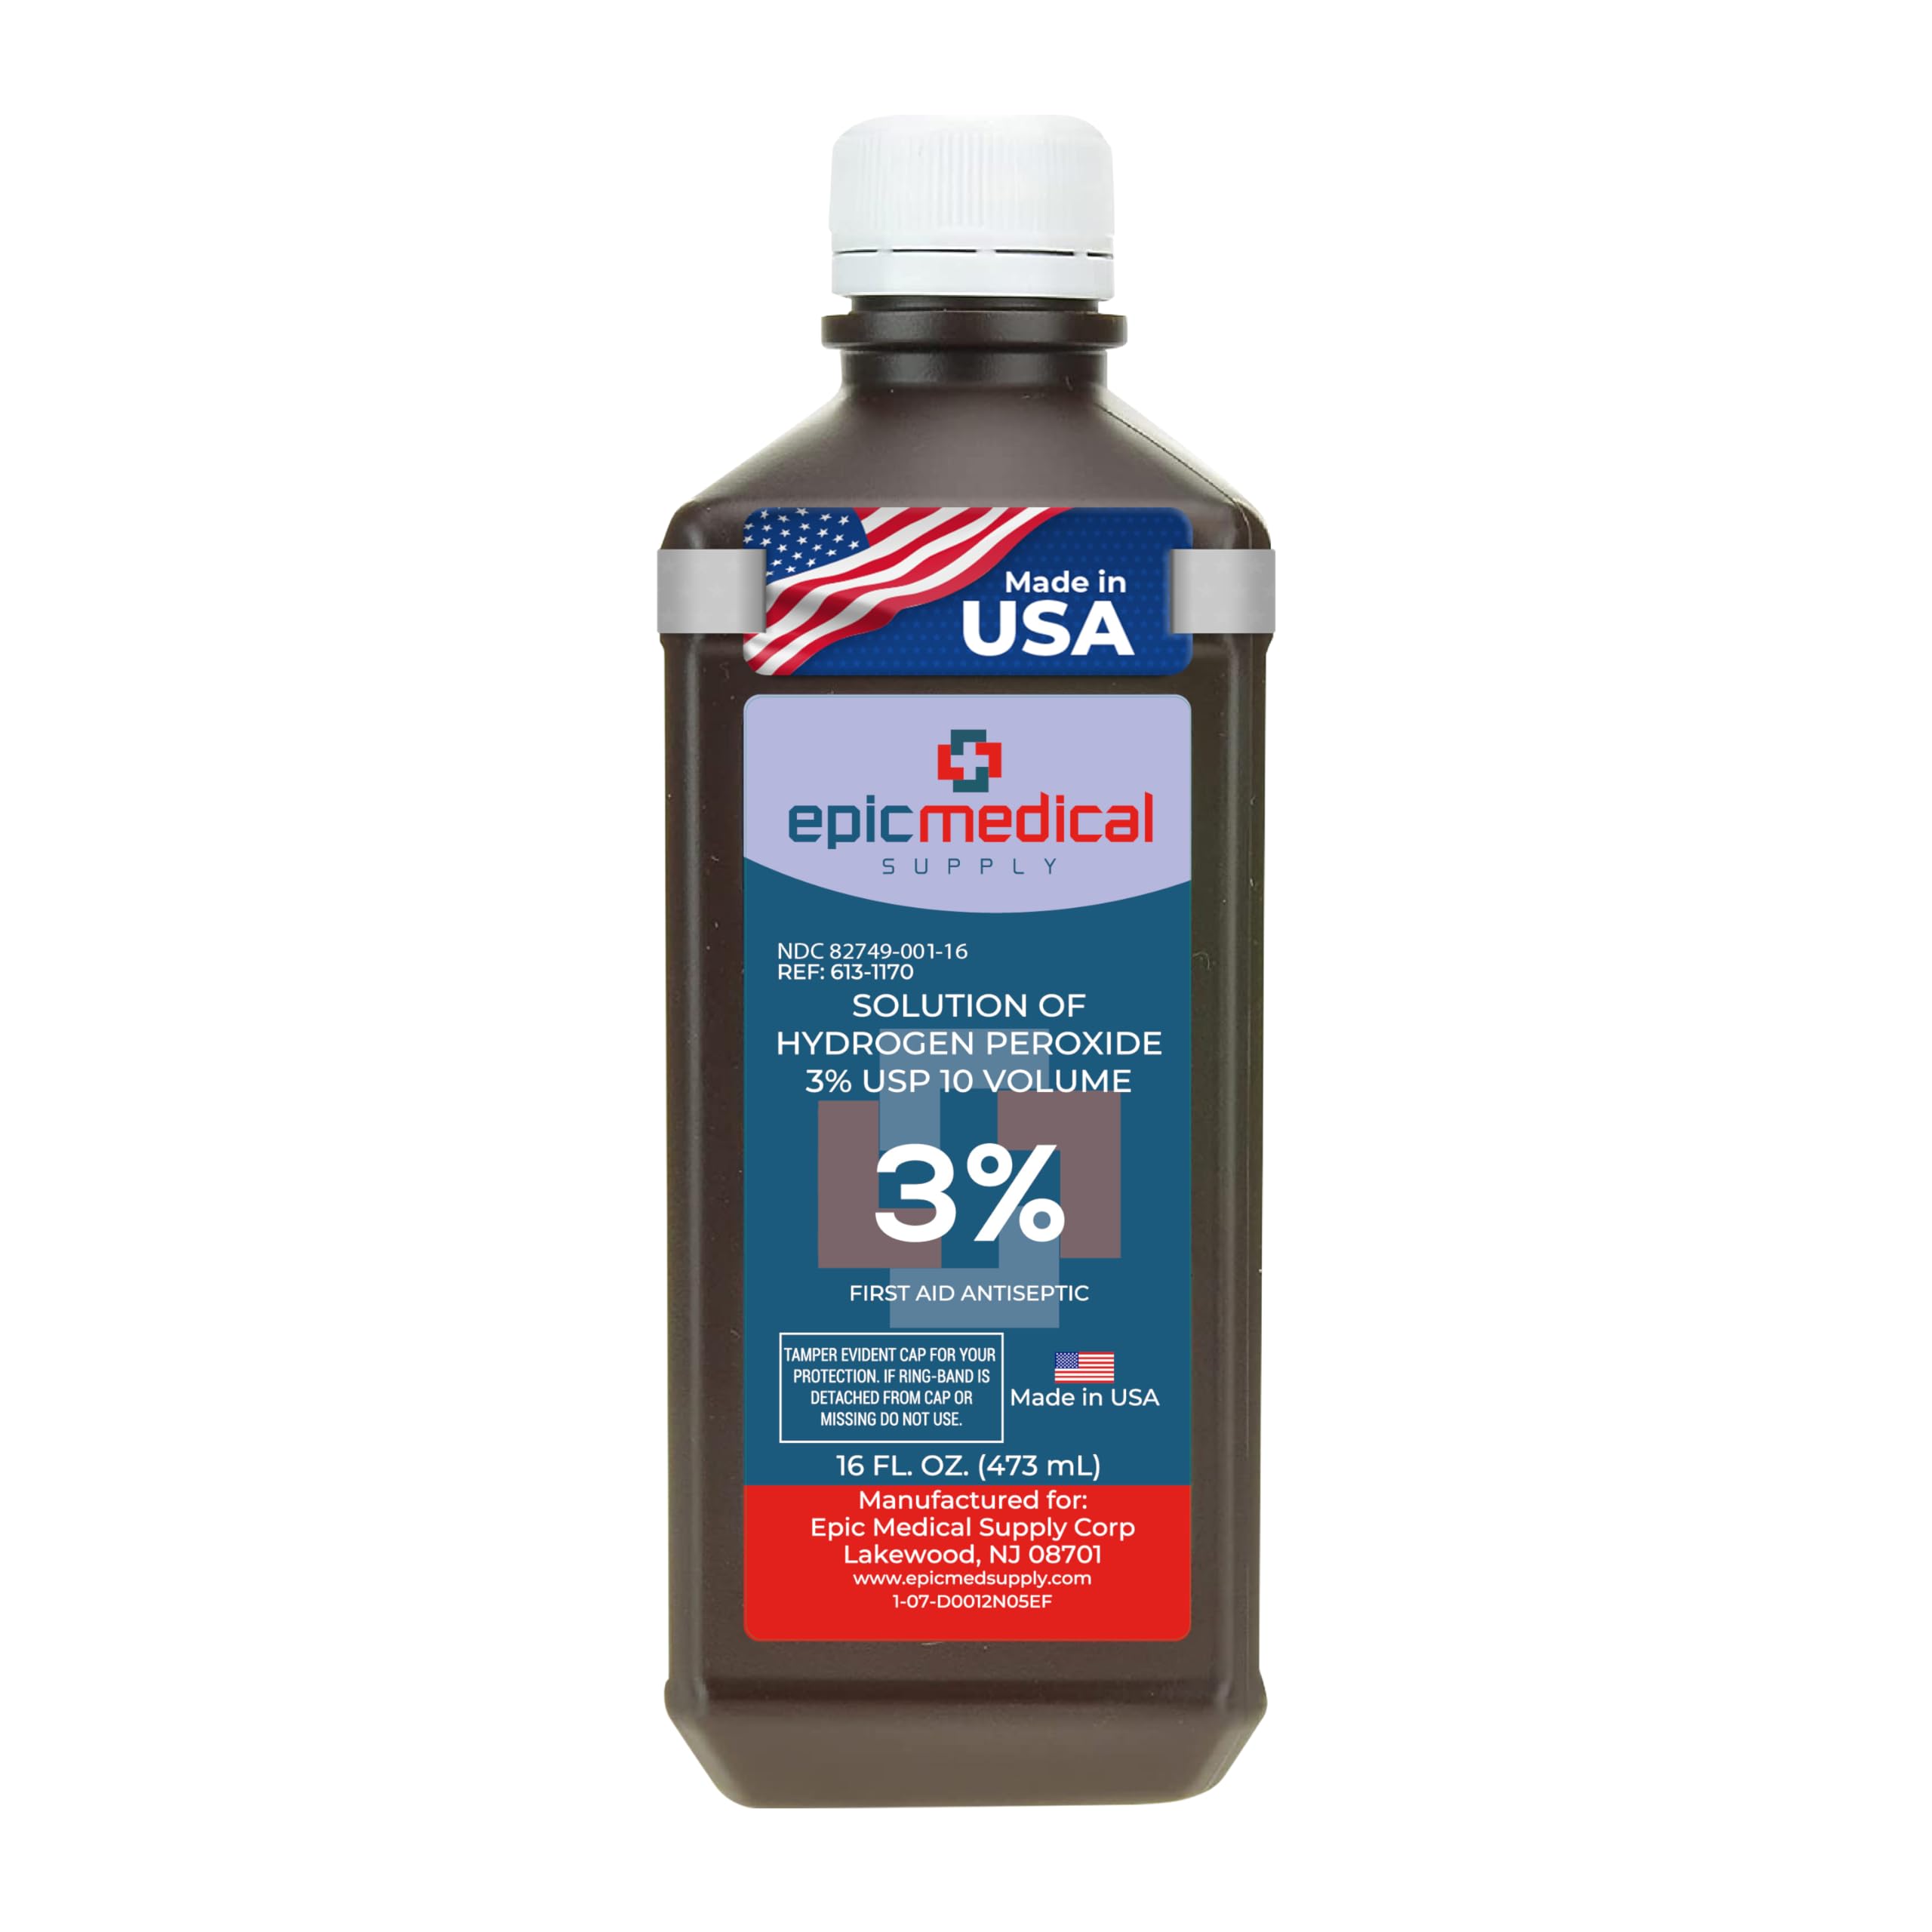 Made in
USA
epicmedical
SUPPLY
NDC 82749-001-16
REF: 613-1170
SOLUTION OF
HYDROGEN PEROXIDE
3% USP 10 VOLUME
3%
FIRST AID ANTISEPTIC
TAMPER EVIDENT CAP FOR YOUR
PROTECTION. IF RING-BAND IS
DETACHED FROM CAP OR
MISSING DO NOT USE.
Made in USA
16 FL. OZ. (473 mL)
Manufactured for:
Epic Medical Supply Corp
Lakewood, NJ 08701
www.epicmedsupply.com
1-07-D0012N05EF